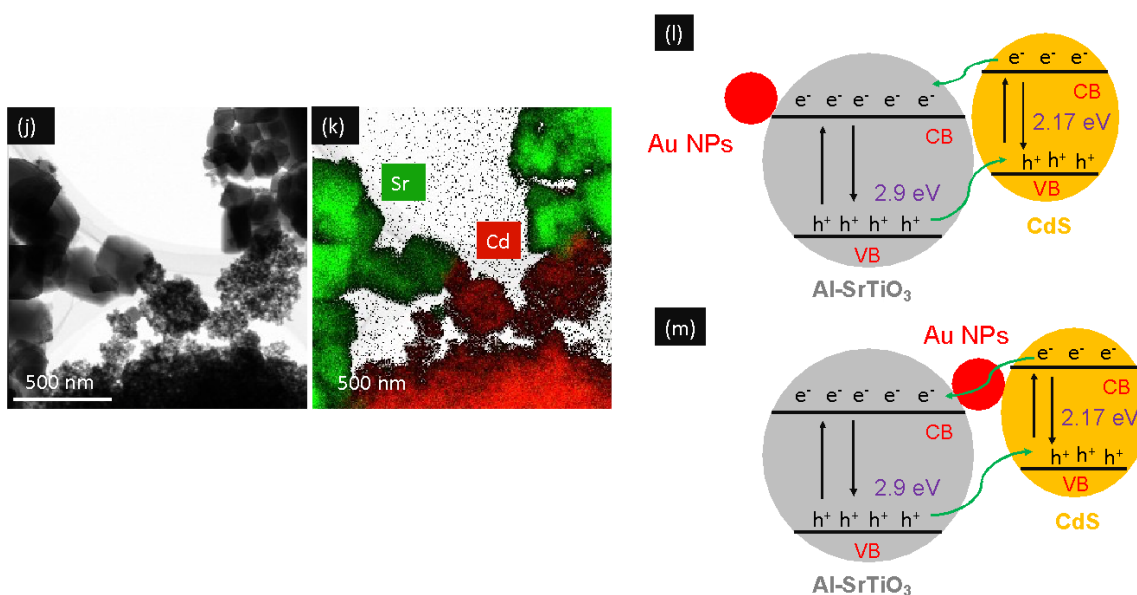 (j)
500 nm
(k)
Sr
Cd
500 nm
(l)
Au NPs
e⁻ e⁻ e⁻ e⁻ e⁻
CB
2.9 eV
h⁺ h⁺ h⁺ h⁺
VB
Al-SrTiO₃
e⁻ e⁻ e⁻
CB
2.17 eV
h⁺ h⁺ h⁺
VB
CdS
(m)
Au NPs
e⁻ e⁻ e⁻ e⁻ e⁻
CB
2.9 eV
h⁺ h⁺ h⁺ h⁺
VB
Al-SrTiO₃
e⁻ e⁻ e⁻
CB
2.17 eV
h⁺ h⁺ h⁺
VB
CdS